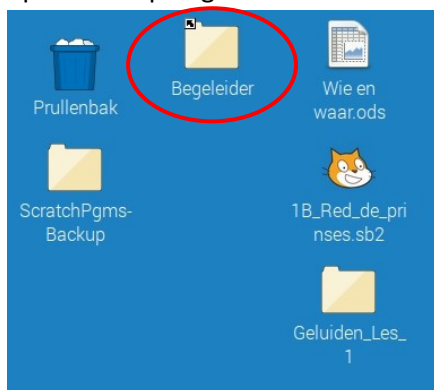 Prullenbak
Begeleider
Wie en
waar.ods
ScratchPgms-
Backup
1B_Red_de_pri
nses.sb2
Geluiden_Les_
1